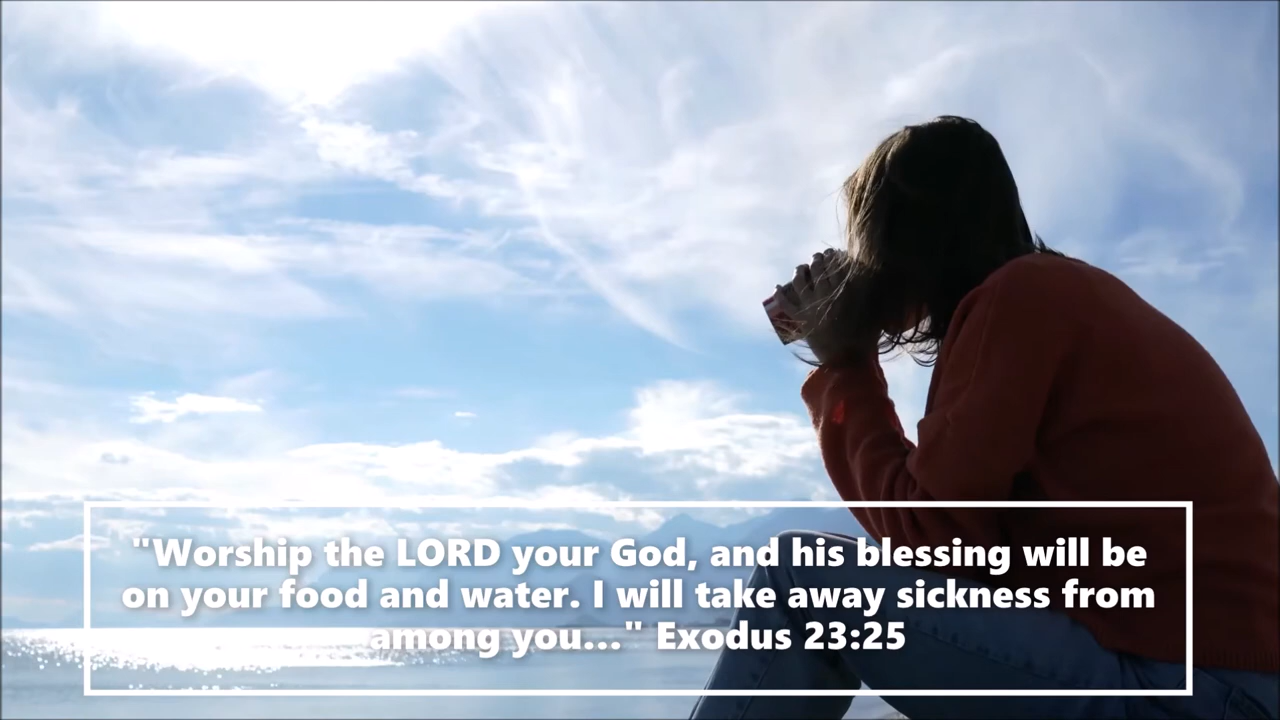 "Worship the LORD your God, and his blessing will be
on your food and water. I will take away sickness from
among you..." Exodus 23:25